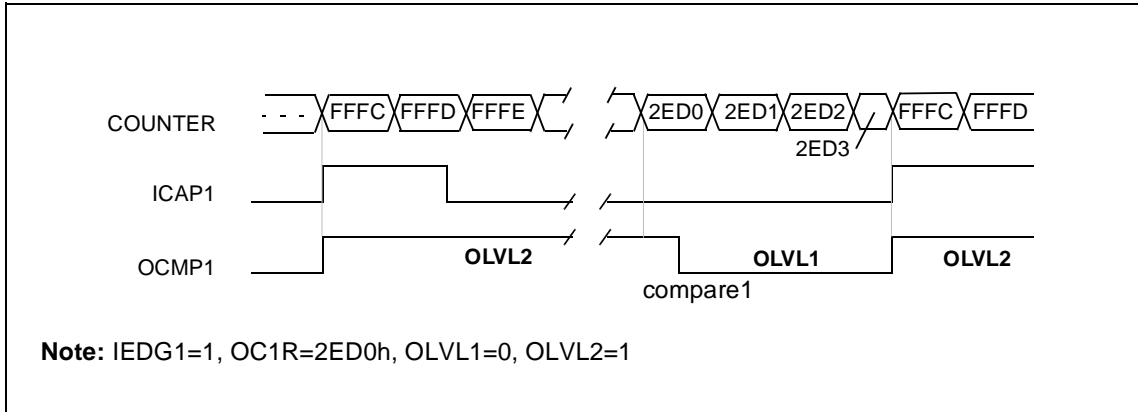 COUNTER - - - FFFC FFFD FFFE 2ED0 2ED1 2ED2 FFFC FFFD
2ED3
ICAP1
OCMP1 OLVL2 OLVL1 OLVL2
compare1
Note: IEDG1=1, OC1R=2ED0h, OLVL1=0, OLVL2=1